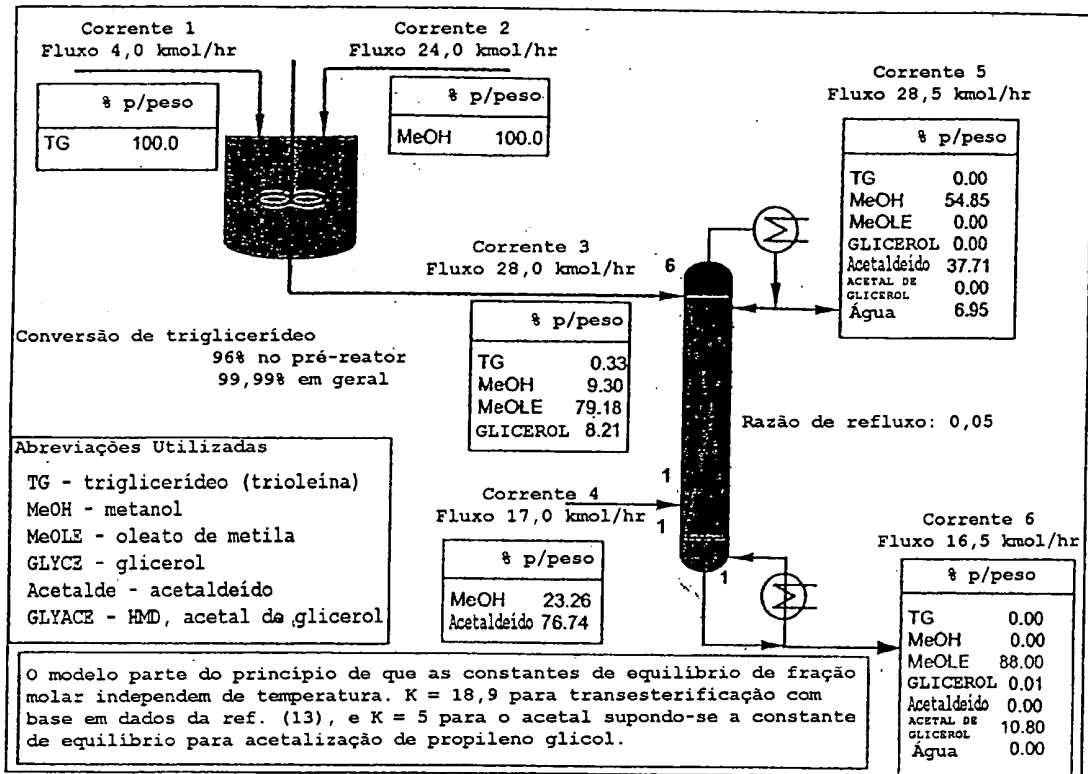 Corrente 1
Fluxo 4,0 kmol/hr
Corrente 2
Fluxo 24,0 kmol/hr
% p/peso
TG 100.0
% p/peso
MeOH 100.0
Corrente 5
Fluxo 28,5 kmol/hr
% p/peso
TG 0.00
MeOH 54.85
MeOLE 0.00
GLICEROL 0.00
Acetaldeído 37.71
ACETAL DE
GLICEROL 0.00
Água 6.95
Corrente 3
Fluxo 28,0 kmol/hr
6
% p/peso
TG 0.33
MeOH 9.30
MeOLE 79.18
GLICEROL 8.21
Conversão de triglicerídeo
96% no pré-reator
99,99% em geral
Razão de refluxo: 0,05
Abreviações Utilizadas
TG - triglicerídeo (trioleína)
MeOH - metanol
MeOLE - oleato de metila
GLYCE - glicerol
Acetalde - acetaldeído
GLYACE - HMD, acetal de glicerol
Corrente 4
Fluxo 17,0 kmol/hr
1
1
1
MeOH 23.26
Acetaldeído 76.74
Corrente 6
Fluxo 16,5 kmol/hr
% p/peso
TG 0.00
MeOH 0.00
MeOLE 88.00
GLICEROL 0.01
Acetaldeído 0.00
ACETAL DE
GLICEROL 10.80
Água 0.00
O modelo parte do princípio de que as constantes de equilíbrio de fração
molar independem de temperatura. K = 18,9 para transesterificação com
base em dados da ref. (13), e K = 5 para o acetal supondo-se a constante
de equilíbrio para acetalização de propileno glicol.